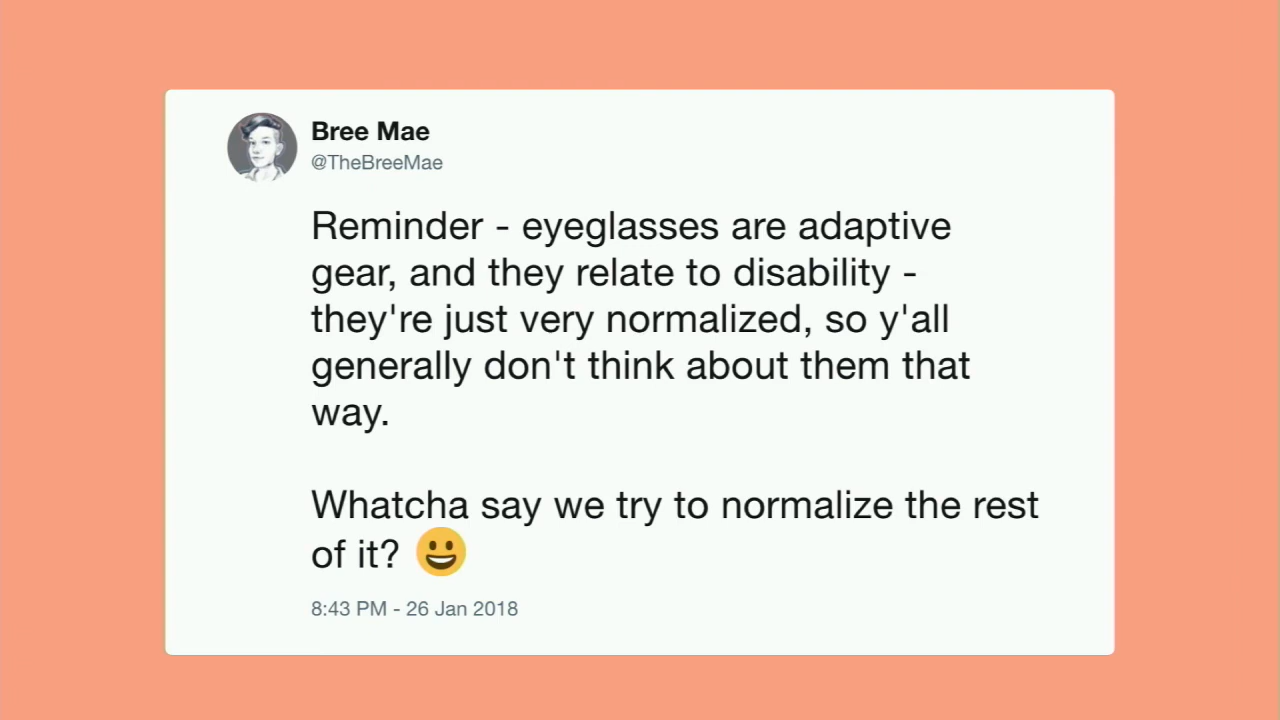 Bree Mae
@TheBreeMae
Reminder - eyeglasses are adaptive
gear, and they relate to disability -
they're just very normalized, so y'all
generally don't think about them that
way.
Whatcha say we try to normalize the rest
of it? 😀
8:43 PM - 26 Jan 2018